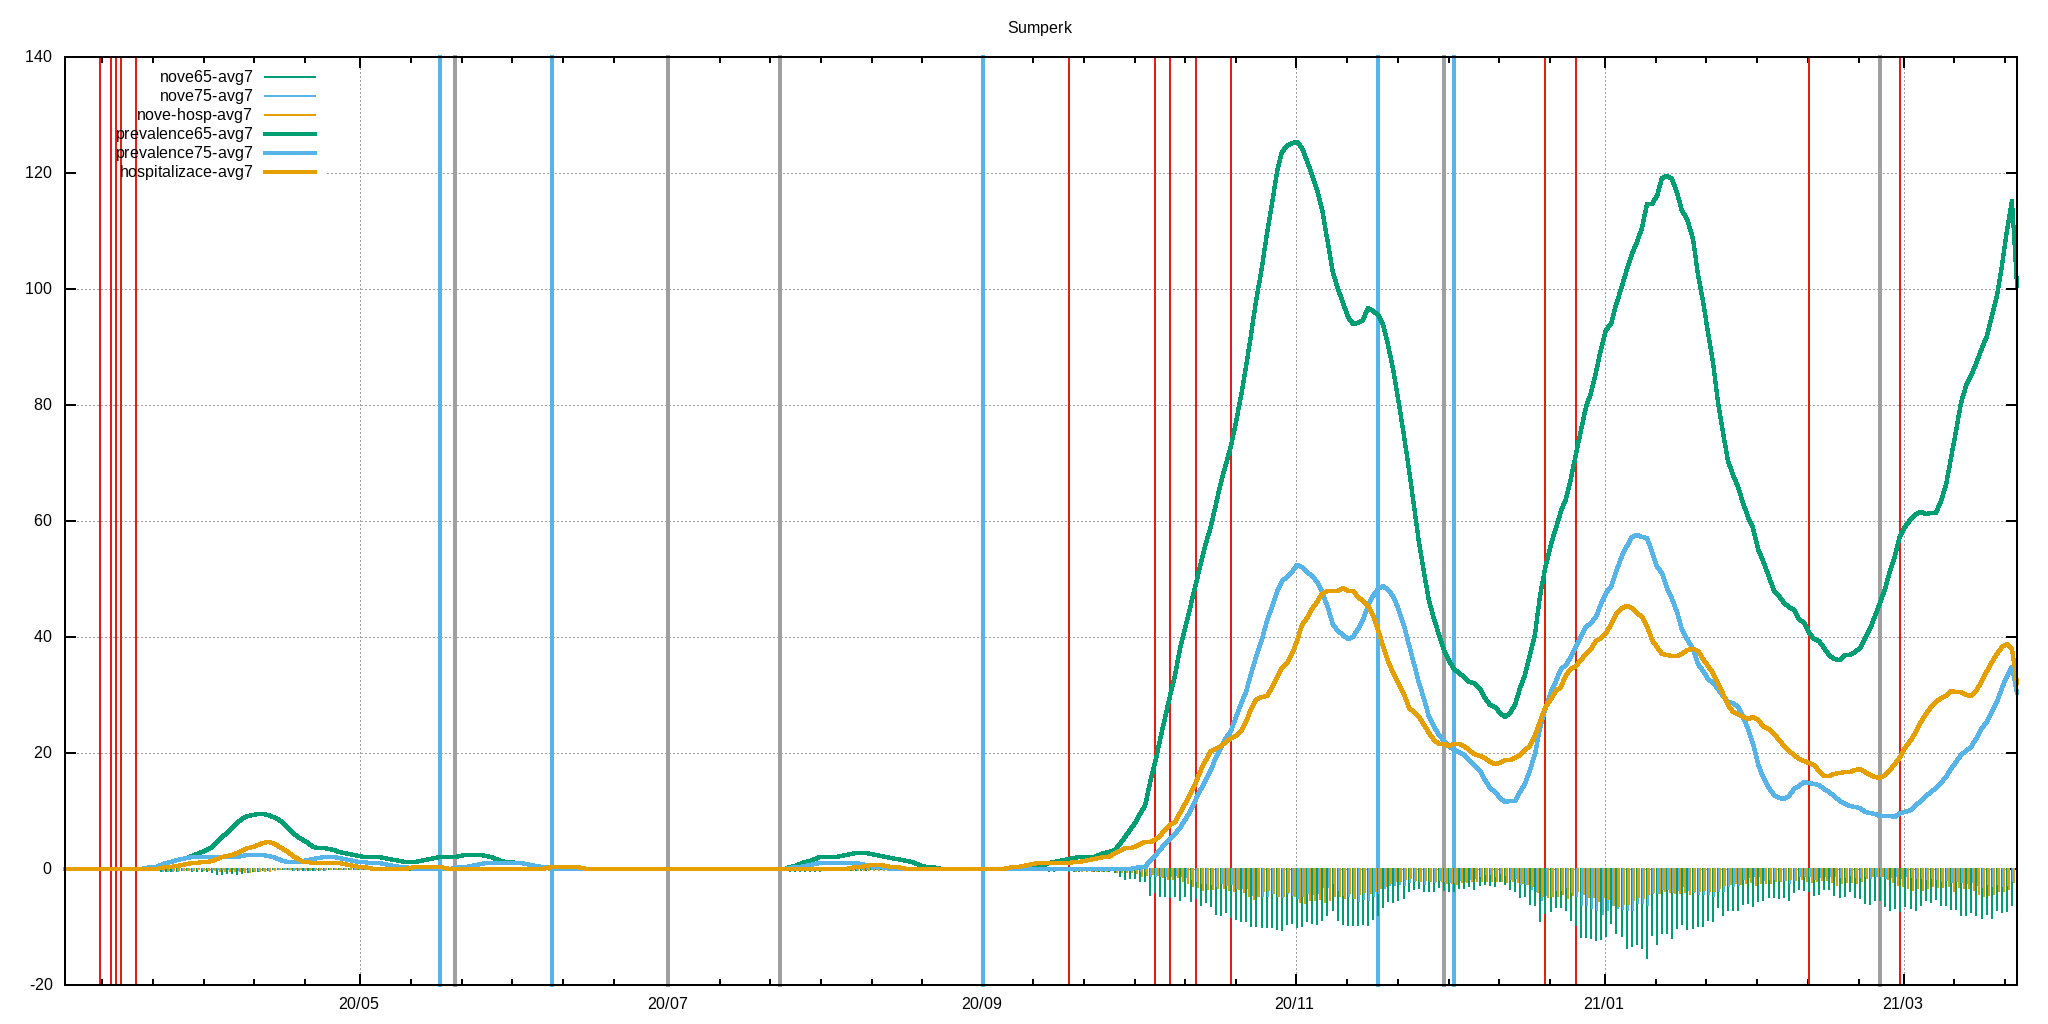 Sumperk
140
120
100
80
60
40
20
0
-20
nove65-avg7
nove75-avg7
nove-hosp-avg7
prevalence65-avg7
prevalence75-avg7
hospitalizace-avg7
20/05 20/07 20/09 20/11 21/01 21/03